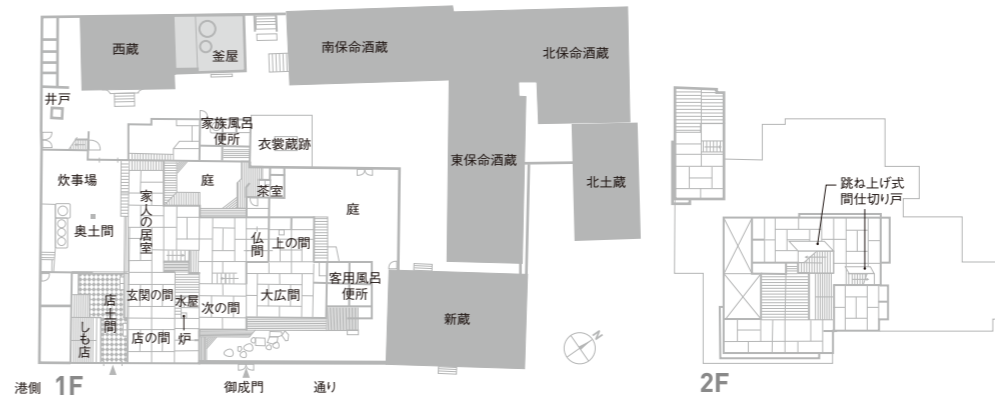 西蔵
釜屋
南保命酒蔵
北保命酒蔵
井戸
家族風呂
便所
衣裳蔵跡
東保命酒蔵
北土蔵
炊事場
奥土間
家人の居室
庭
茶室
庭
仏間
上の間
客用風呂
便所
玄関の間
水屋
次の間
大広間
新蔵
店土間
しも店
店の間
炉
N
港側
1F
御成門
通り
跳ね上げ式
間仕切り戸
2F